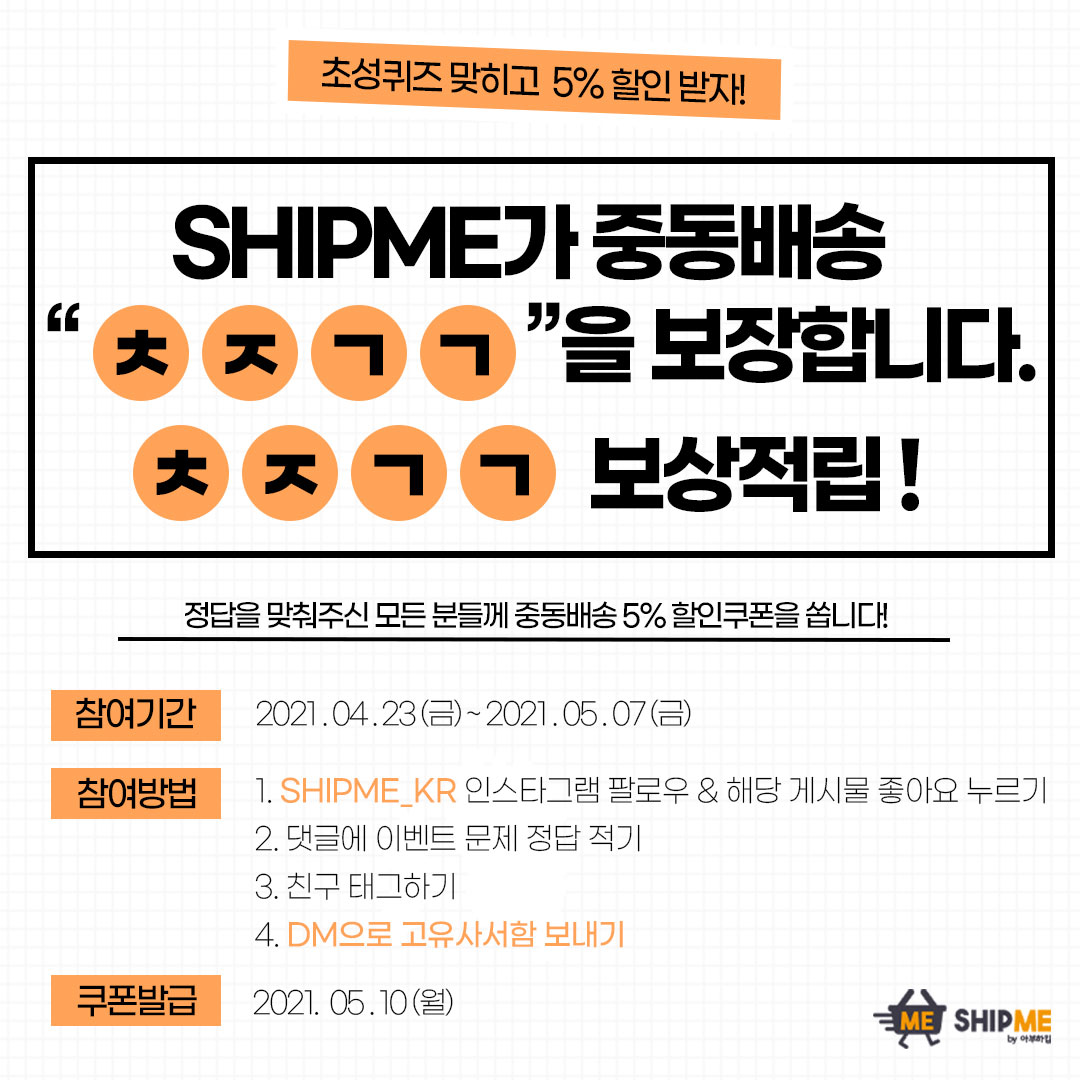 초성퀴즈 맞히고 5% 할인 받자!
SHIPME가 중동배송
“ㅊㅈㄱㄱ”을 보장합니다.
ㅊㅈㄱㄱ 보상적립!
정답을 맞춰주신 모든 분들께 중동배송 5% 할인쿠폰을 쏩니다!
참여기간 2021.04.23(금)~2021.05.07(금)
참여방법 1. SHIPME_KR 인스타그램 팔로우 & 해당 게시물 좋아요 누르기
2. 댓글에 이벤트 문제 정답 적기
3. 친구 태그하기
4. DM으로 고유사서함 보내기
쿠폰발급 2021. 05.10(월)
ME SHIPME
by 아부하킴